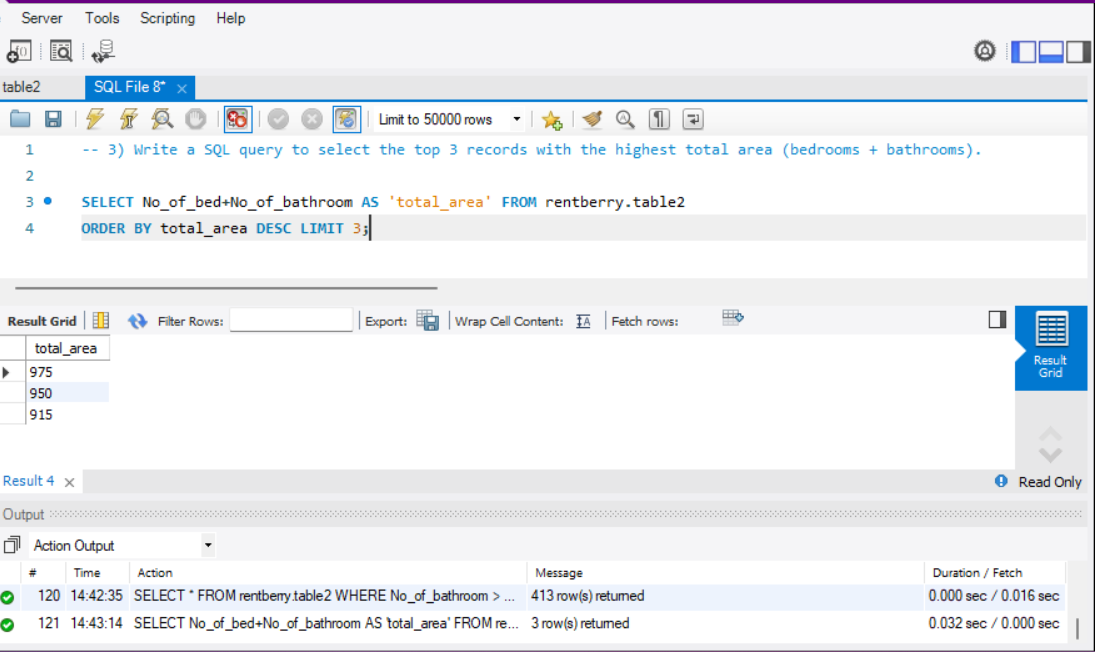 Server Tools Scripting Help
table2 SQL File 8* ×
Limit to 50000 rows
1 -- 3) Write a SQL query to select the top 3 records with the highest total area (bedrooms + bathrooms).
2
3 SELECT No_of_bed+No_of_bathroom AS 'total_area' FROM rentberry.table2
4 ORDER BY total_area DESC LIMIT 3;
Result Grid Filter Rows: Export: Wrap Cell Content: Fetch rows:
total_area
975
950
915
Result Grid
Result 4 × Read Only
Output
Action Output
# Time Action Message Duration / Fetch
120 14:42:35 SELECT * FROM rentberry.table2 WHERE No_of_bathroom > ... 413 row(s) returned 0.000 sec / 0.016 sec
121 14:43:14 SELECT No_of_bed+No_of_bathroom AS 'total_area' FROM re... 3 row(s) returned 0.032 sec / 0.000 sec